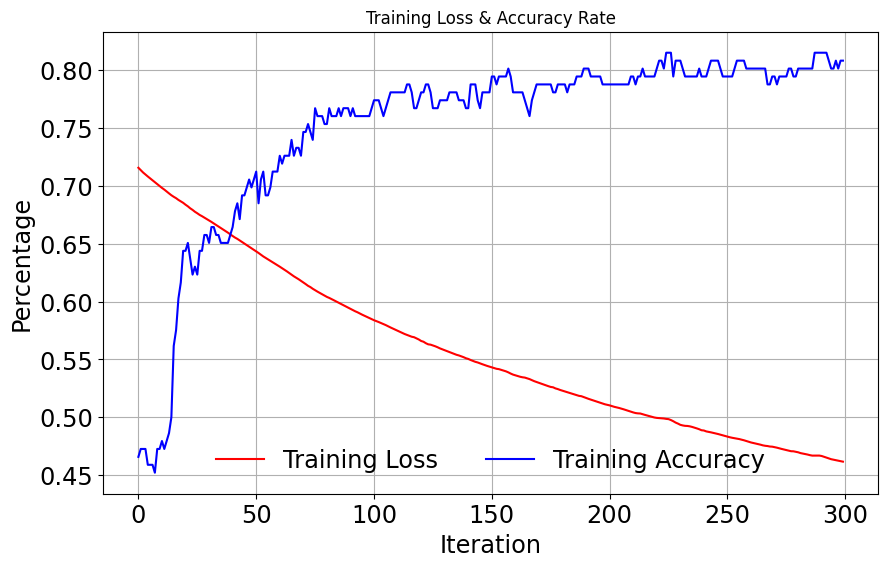 Training Loss & Accuracy Rate
Percentage
0.80
0.75
0.70
0.65
0.60
0.55
0.50
0.45
Training Loss
Training Accuracy
0 50 100 150 200 250 300
Iteration